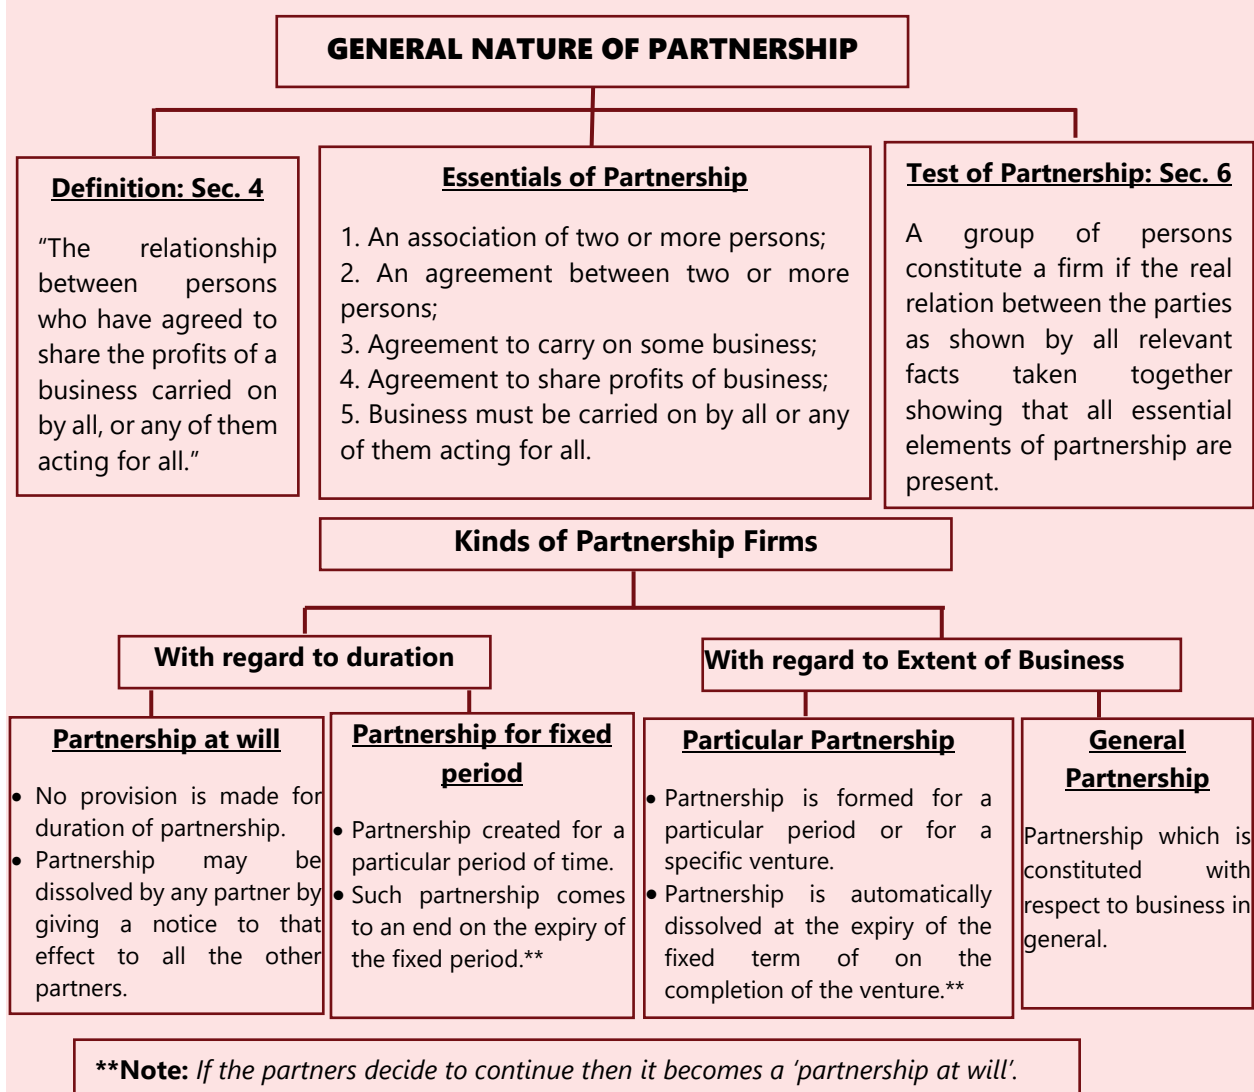 GENERAL NATURE OF PARTNERSHIP
Definition: Sec. 4
“The relationship
between persons
who have agreed to
share the profits of a
business carried on
by all, or any of them
acting for all.”
Essentials of Partnership
1. An association of two or more persons;
2. An agreement between two or more
persons;
3. Agreement to carry on some business;
4. Agreement to share profits of business;
5. Business must be carried on by all or any
of them acting for all.
Test of Partnership: Sec. 6
A group of persons
constitute a firm if the real
relation between the parties
as shown by all relevant
facts taken together
showing that all essential
elements of partnership are
present.
Kinds of Partnership Firms
With regard to duration
With regard to Extent of Business
Partnership at will
• No provision is made for
duration of partnership.
• Partnership may be
dissolved by any partner by
giving a notice to that
effect to all the other
partners.
Partnership for fixed
period
• Partnership created for a
particular period of time.
• Such partnership comes
to an end on the expiry of
the fixed period.**
Particular Partnership
• Partnership is formed for a
particular period or for a
specific venture.
• Partnership is automatically
dissolved at the expiry of the
fixed term of on the
completion of the venture.**
General
Partnership
Partnership which is
constituted with
respect to business in
general.
**Note: If the partners decide to continue then it becomes a ‘partnership at will’.